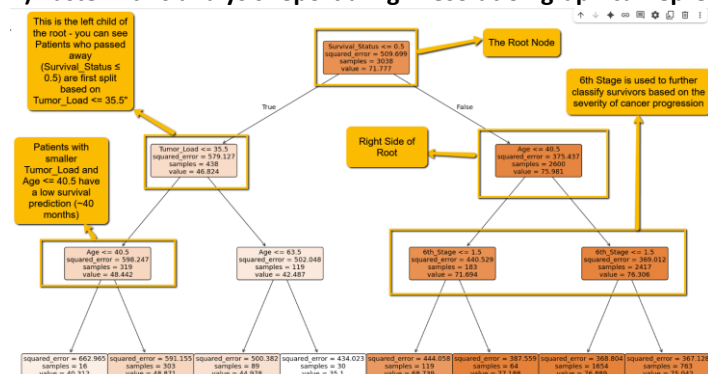 This is the left child of
the root - you can see
Patients who passed
away
(Survival_Status ≤
0.5) are first split
based on
Tumor_Load <= 35.5"
The Root Node
6th Stage is used to further
classify survivors based on the
severity of cancer progression
Right Side of
Root
Patients with
smaller
Tumor_Load and
Age <= 40.5 have
a low survival
prediction (~40
months)
Survival_Status <= 0.5
squared_error = 509.699
samples = 3038
value = 71.777
True
False
Tumor_Load <= 35.5
squared_error = 579.127
samples = 438
value = 46.824
Age <= 40.5
squared_error = 375.437
samples = 2600
value = 75.981
Age <= 40.5
squared_error = 598.247
samples = 319
value = 48.442
Age <= 63.5
squared_error = 502.048
samples = 119
value = 42.487
6th_Stage <= 1.5
squared_error = 440.529
samples = 183
value = 71.694
6th_Stage <= 1.5
squared_error = 369.012
samples = 2417
value = 76.306
squared_error = 662.965
samples = 16
squared_error = 591.155
samples = 303
squared_error = 500.382
samples = 89
squared_error = 434.023
samples = 30
squared_error = 444.058
samples = 119
squared_error = 387.559
samples = 64
squared_error = 368.804
samples = 1654
squared_error = 367.128
samples = 763